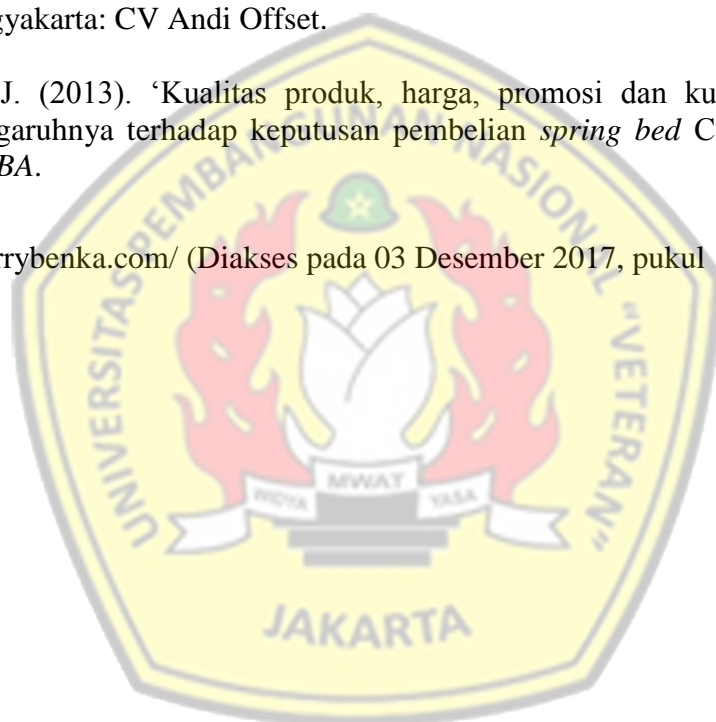 gyakarta: CV Andi Offset.
J. (2013). ‘Kualitas produk, harga, promosi dan ku
garuhnya terhadap keputusan pembelian spring bed C
BA.
rrybenka.com/ (Diakses pada 03 Desember 2017, pukul
UNIVERSITAS PEMBANGUNAN NASIONAL “VETERAN”
WIDYA MWAT YASA
JAKARTA